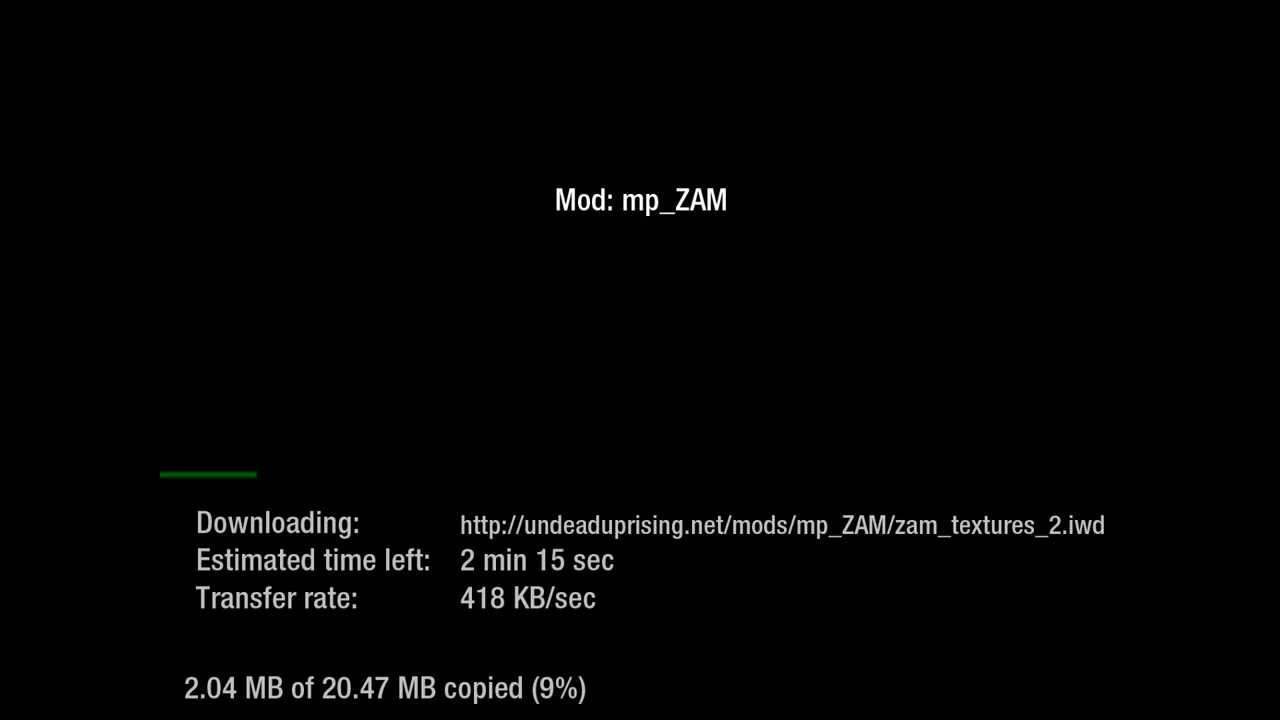 Mod: mp_ZAM
Downloading: http://undeaduprising.net/mods/mp_ZAM/zam_textures_2.iwd
Estimated time left: 2 min 15 sec
Transfer rate: 418 KB/sec
2.04 MB of 20.47 MB copied (9%)